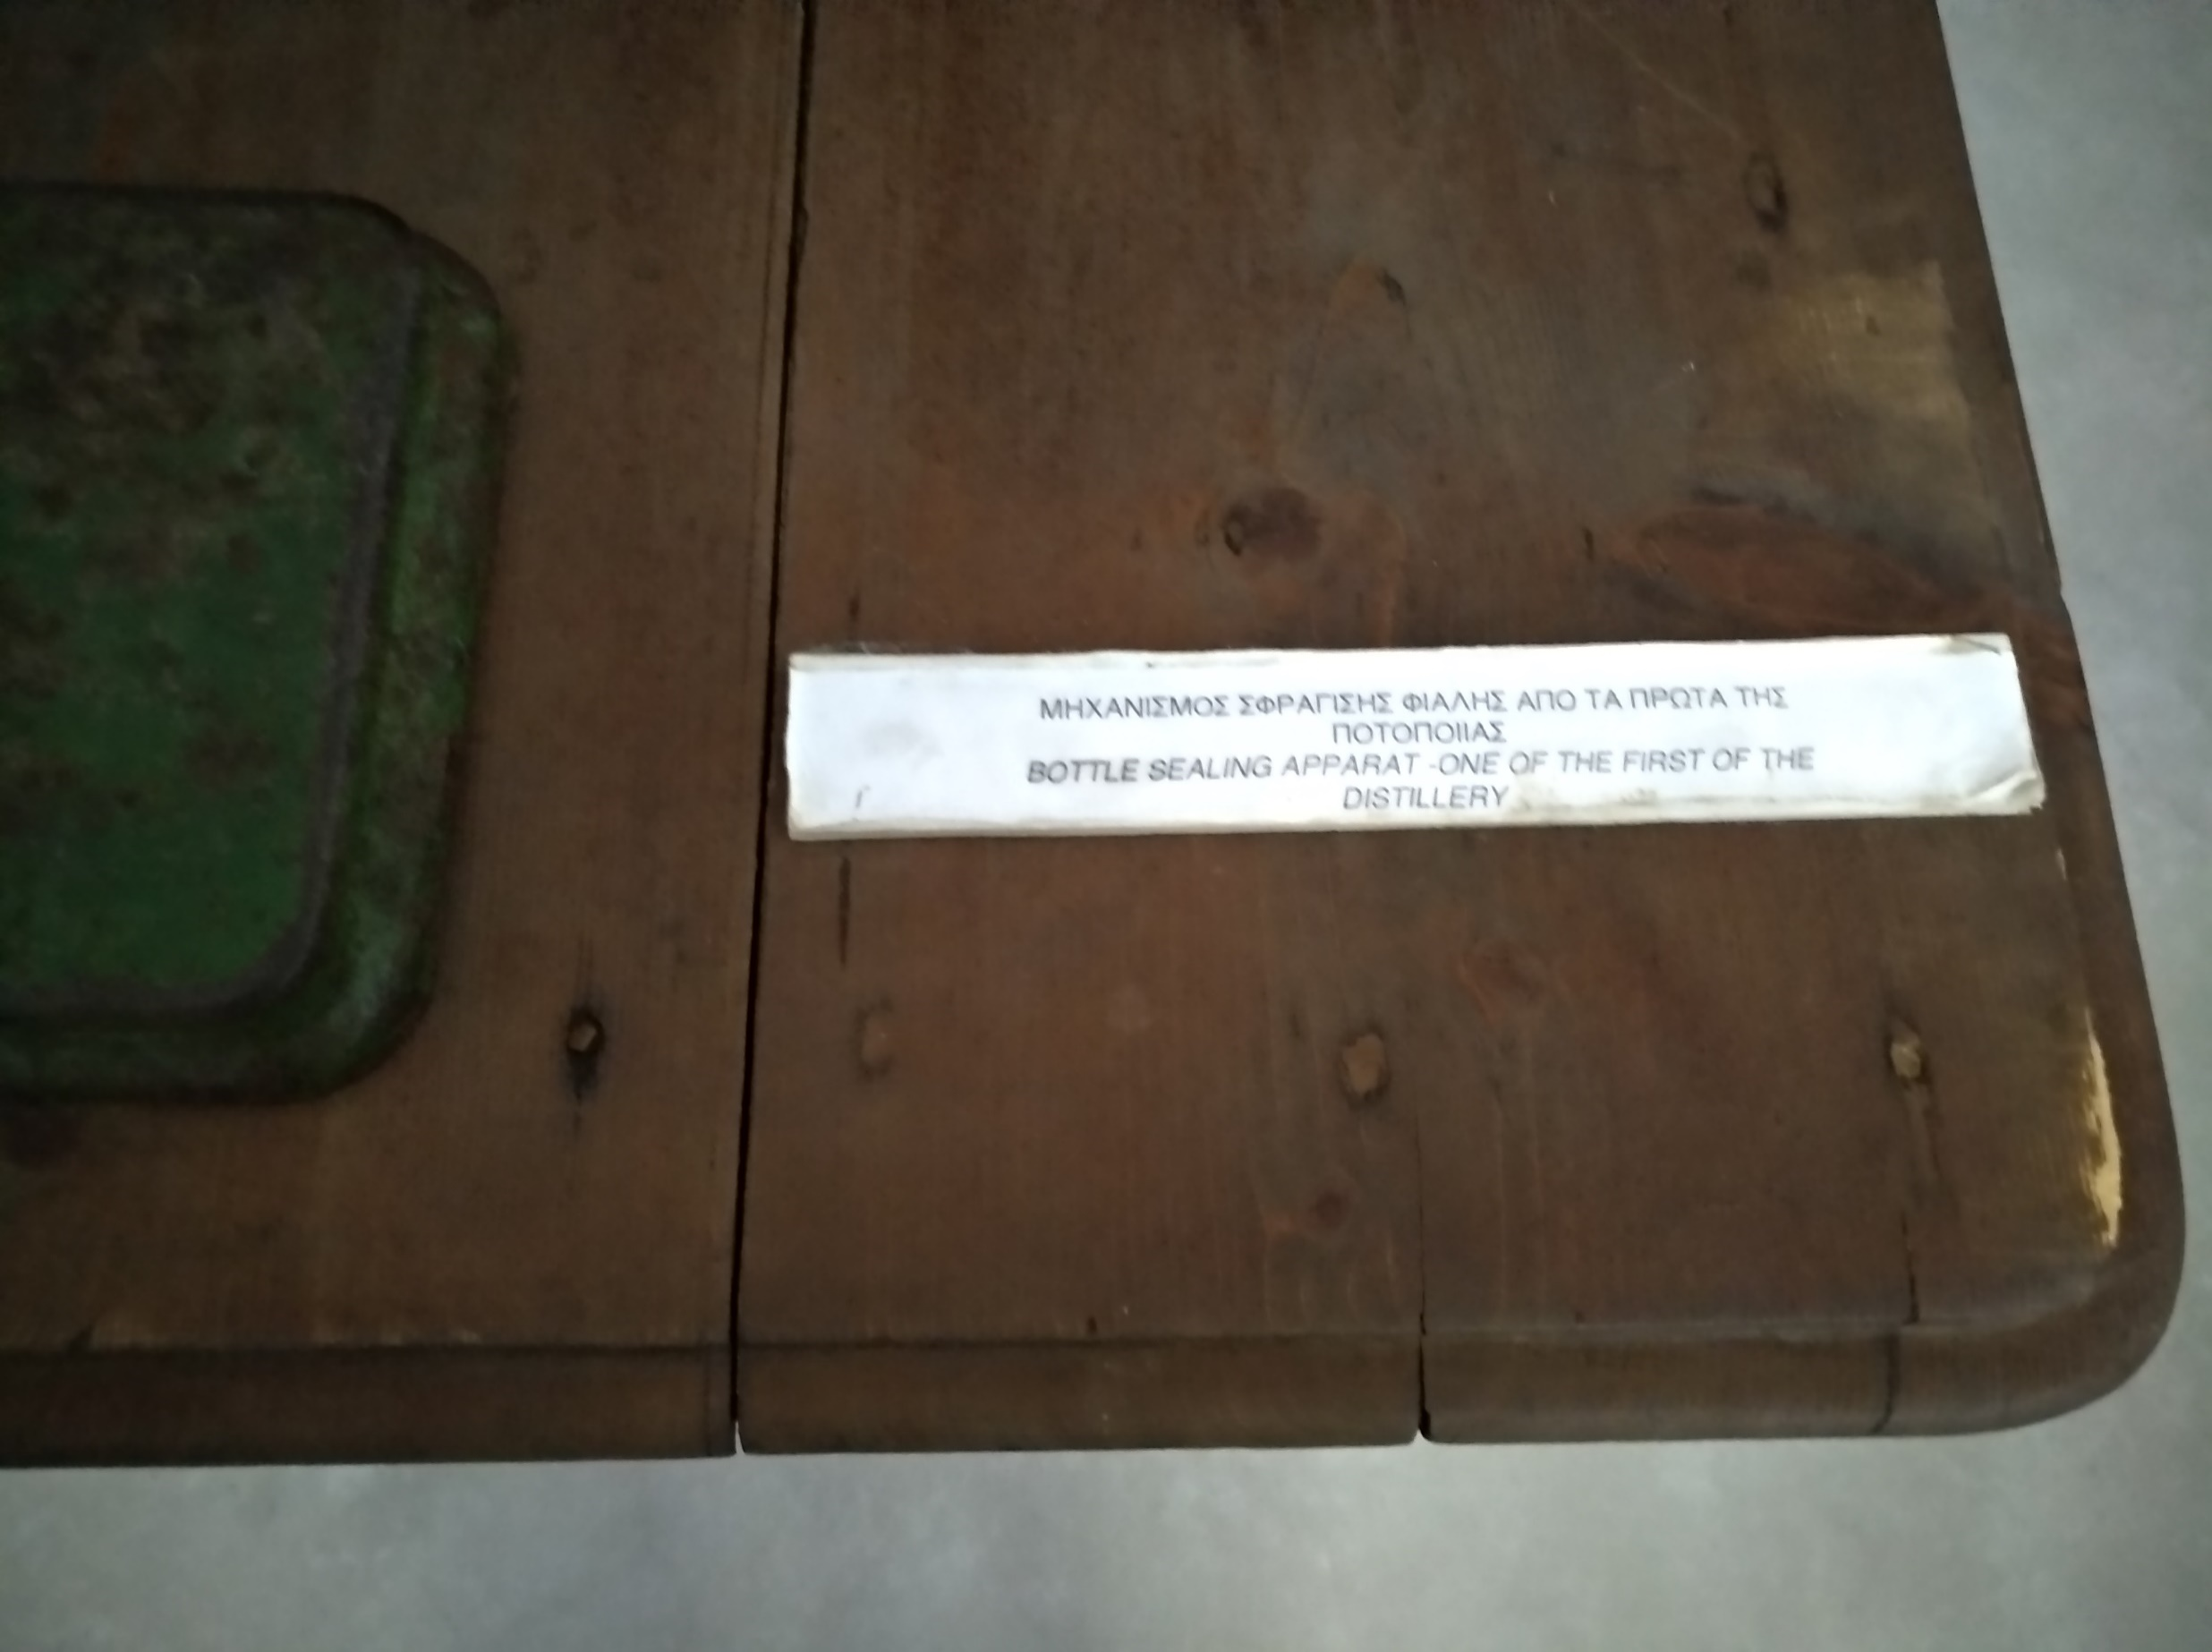 ΜΗΧΑΝΙΣΜΟΣ ΣΦΡΑΓΙΣΗΣ ΦΙΑΛΗΣ ΑΠΟ ΤΑ ΠΡΩΤΑ ΤΗΣ
ΠΟΤΟΠΟΙΙΑΣ
BOTTLE SEALING APPARAT -ONE OF THE FIRST OF THE
DISTILLERY